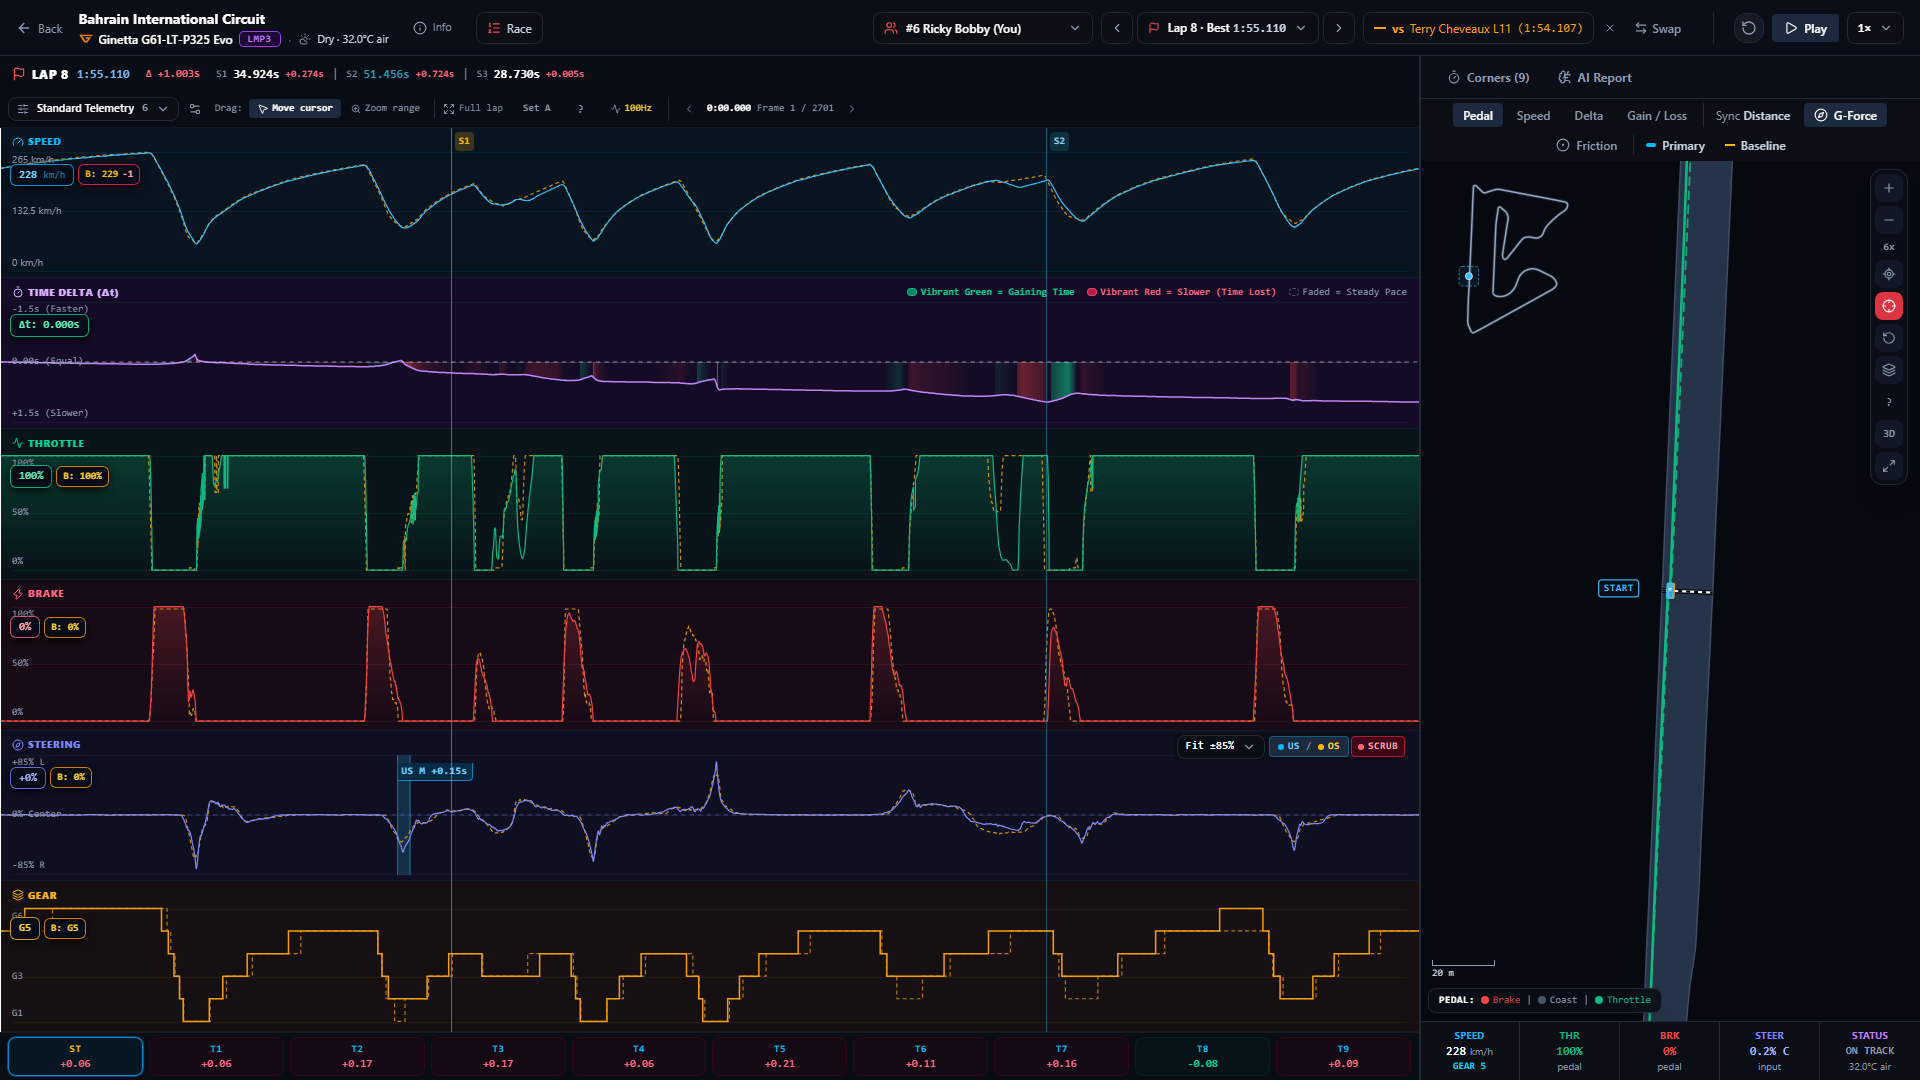 Back
Bahrain International Circuit
Ginetta G61-LT-P325 Evo LMP3 · Dry · 32.0°C air
Info
Race
#6 Ricky Bobby (You)
Lap 8 · Best 1:55.110
vs Terry Cheveaux L11 (1:54.107)
×
Swap
Play
1x
LAP 8 1:55.110 Δ +1.003s S1 34.924s +0.274s | S2 51.456s +0.724s | S3 28.730s +0.005s
Standard Telemetry 6
Drag: Move cursor Zoom range Full lap Set A ? 100Hz 0:00.000 Frame 1 / 2701
SPEED
S1
S2
265 km/h
228 km/h B: 229 -1
132.5 km/h
0 km/h
TIME DELTA (Δt)
Vibrant Green = Gaining Time Vibrant Red = Slower (Time Lost) Faded = Steady Pace
-1.5s (Faster)
Δt: 0.000s
0.00s (Equal)
+1.5s (Slower)
THROTTLE
100%
100% B: 100%
50%
0%
BRAKE
100%
0% B: 0%
50%
0%
STEERING
Fit ±85% US / OS SCRUB
+85% L
+0% B: 0%
US M +0.15s
0% Center
-85% R
GEAR
G6
G5 B: G5
G3
G1
ST +0.06
T1 +0.06
T2 +0.17
T3 +0.17
T4 +0.06
T5 +0.21
T6 +0.11
T7 +0.16
T8 -0.08
T9 +0.09
Corners (9) AI Report
Pedal Speed Delta Gain / Loss Sync Distance G-Force
Friction Primary Baseline
+
−
6x
?
3D
START
20 m
PEDAL: Brake | Coast | Throttle
SPEED THR BRK STEER STATUS
228 km/h 100% 0% 0.2% C ON TRACK
GEAR 5 pedal pedal input 32.0°C air